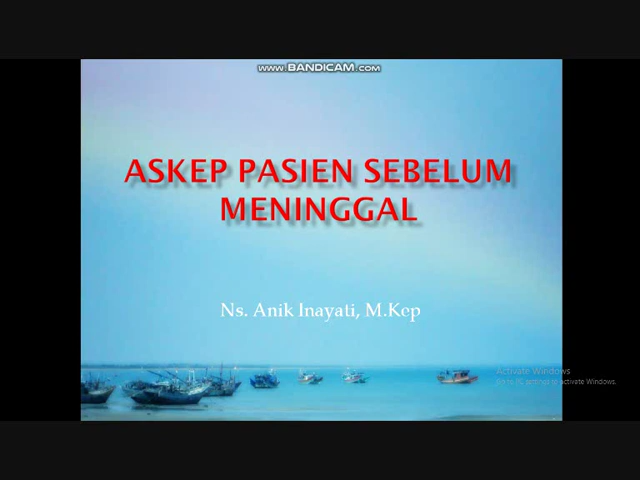 www.BANDICAM.com
ASKEP PASIEN SEBELUM
MENINGGAL
Ns. Anik Inayati, M.Kep
Activate Windows
Go to PC settings to activate Windows.